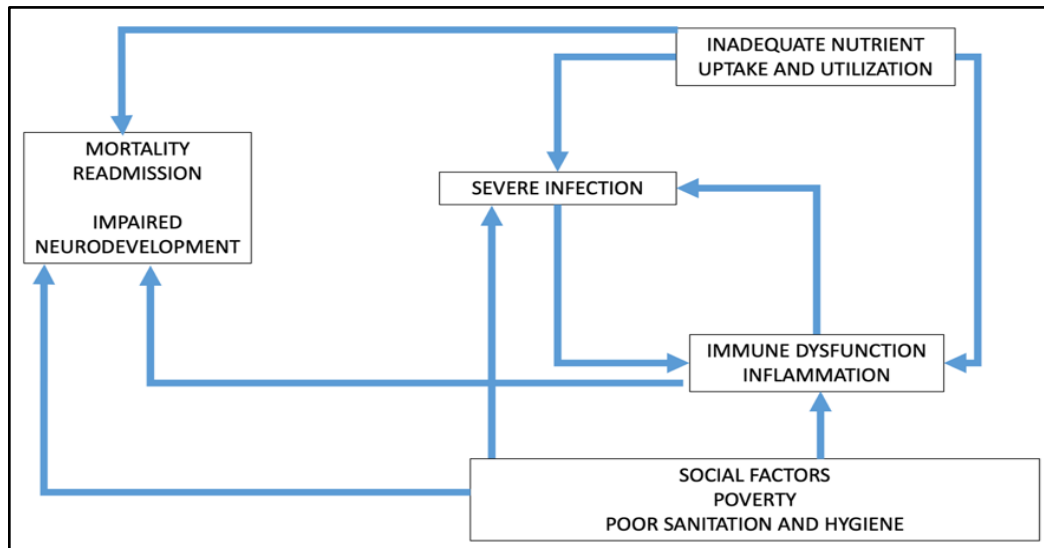 INADEQUATE NUTRIENT
UPTAKE AND UTILIZATION
MORTALITY
READMISSION
IMPAIRED
NEURODEVELOPMENT
SEVERE INFECTION
IMMUNE DYSFUNCTION
INFLAMMATION
SOCIAL FACTORS
POVERTY
POOR SANITATION AND HYGIENE